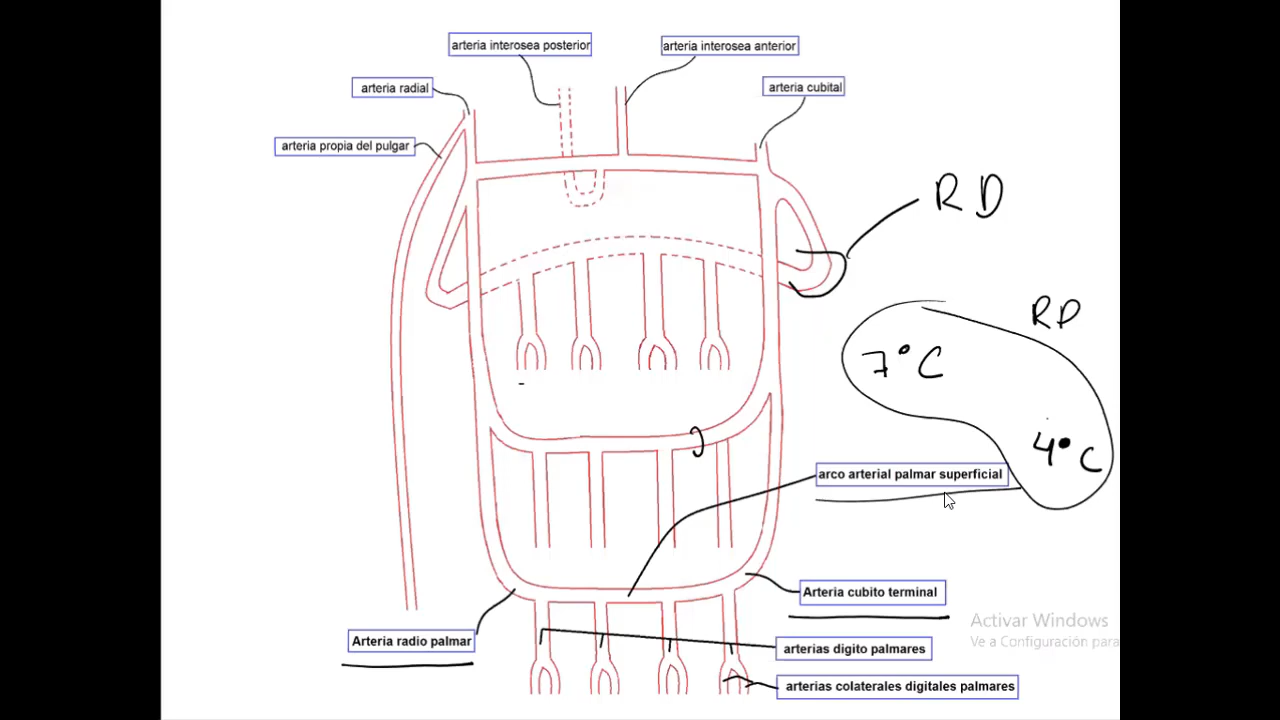 arteria interosea posterior
arteria interosea anterior
arteria radial
arteria cubital
arteria propia del pulgar
RD
RP
7°C
4°C
arco arterial palmar superficial
Arteria cubito terminal
Activar Windows
Ve a Configuración para
Arteria radio palmar
arterias digito palmares
arterias colaterales digitales palmares